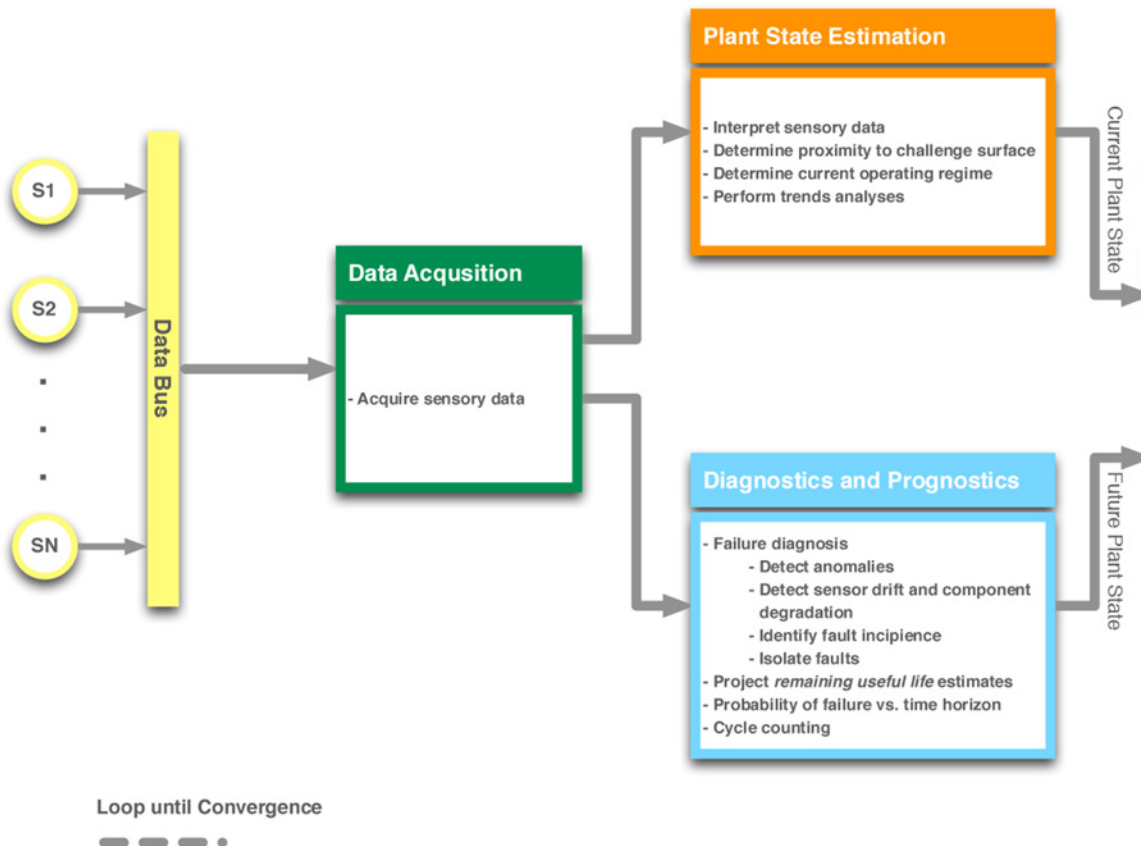 S1
S2
SN
Data Bus
Data Acqusition
- Acquire sensory data
Plant State Estimation
- Interpret sensory data
- Determine proximity to challenge surface
- Determine current operating regime
- Perform trends analyses
Current Plant State
Diagnostics and Prognostics
- Failure diagnosis
- Detect anomalies
- Detect sensor drift and component
degradation
- Identify fault incipience
- Isolate faults
- Project remaining useful life estimates
- Probability of failure vs. time horizon
- Cycle counting
Future Plant State
Loop until Convergence